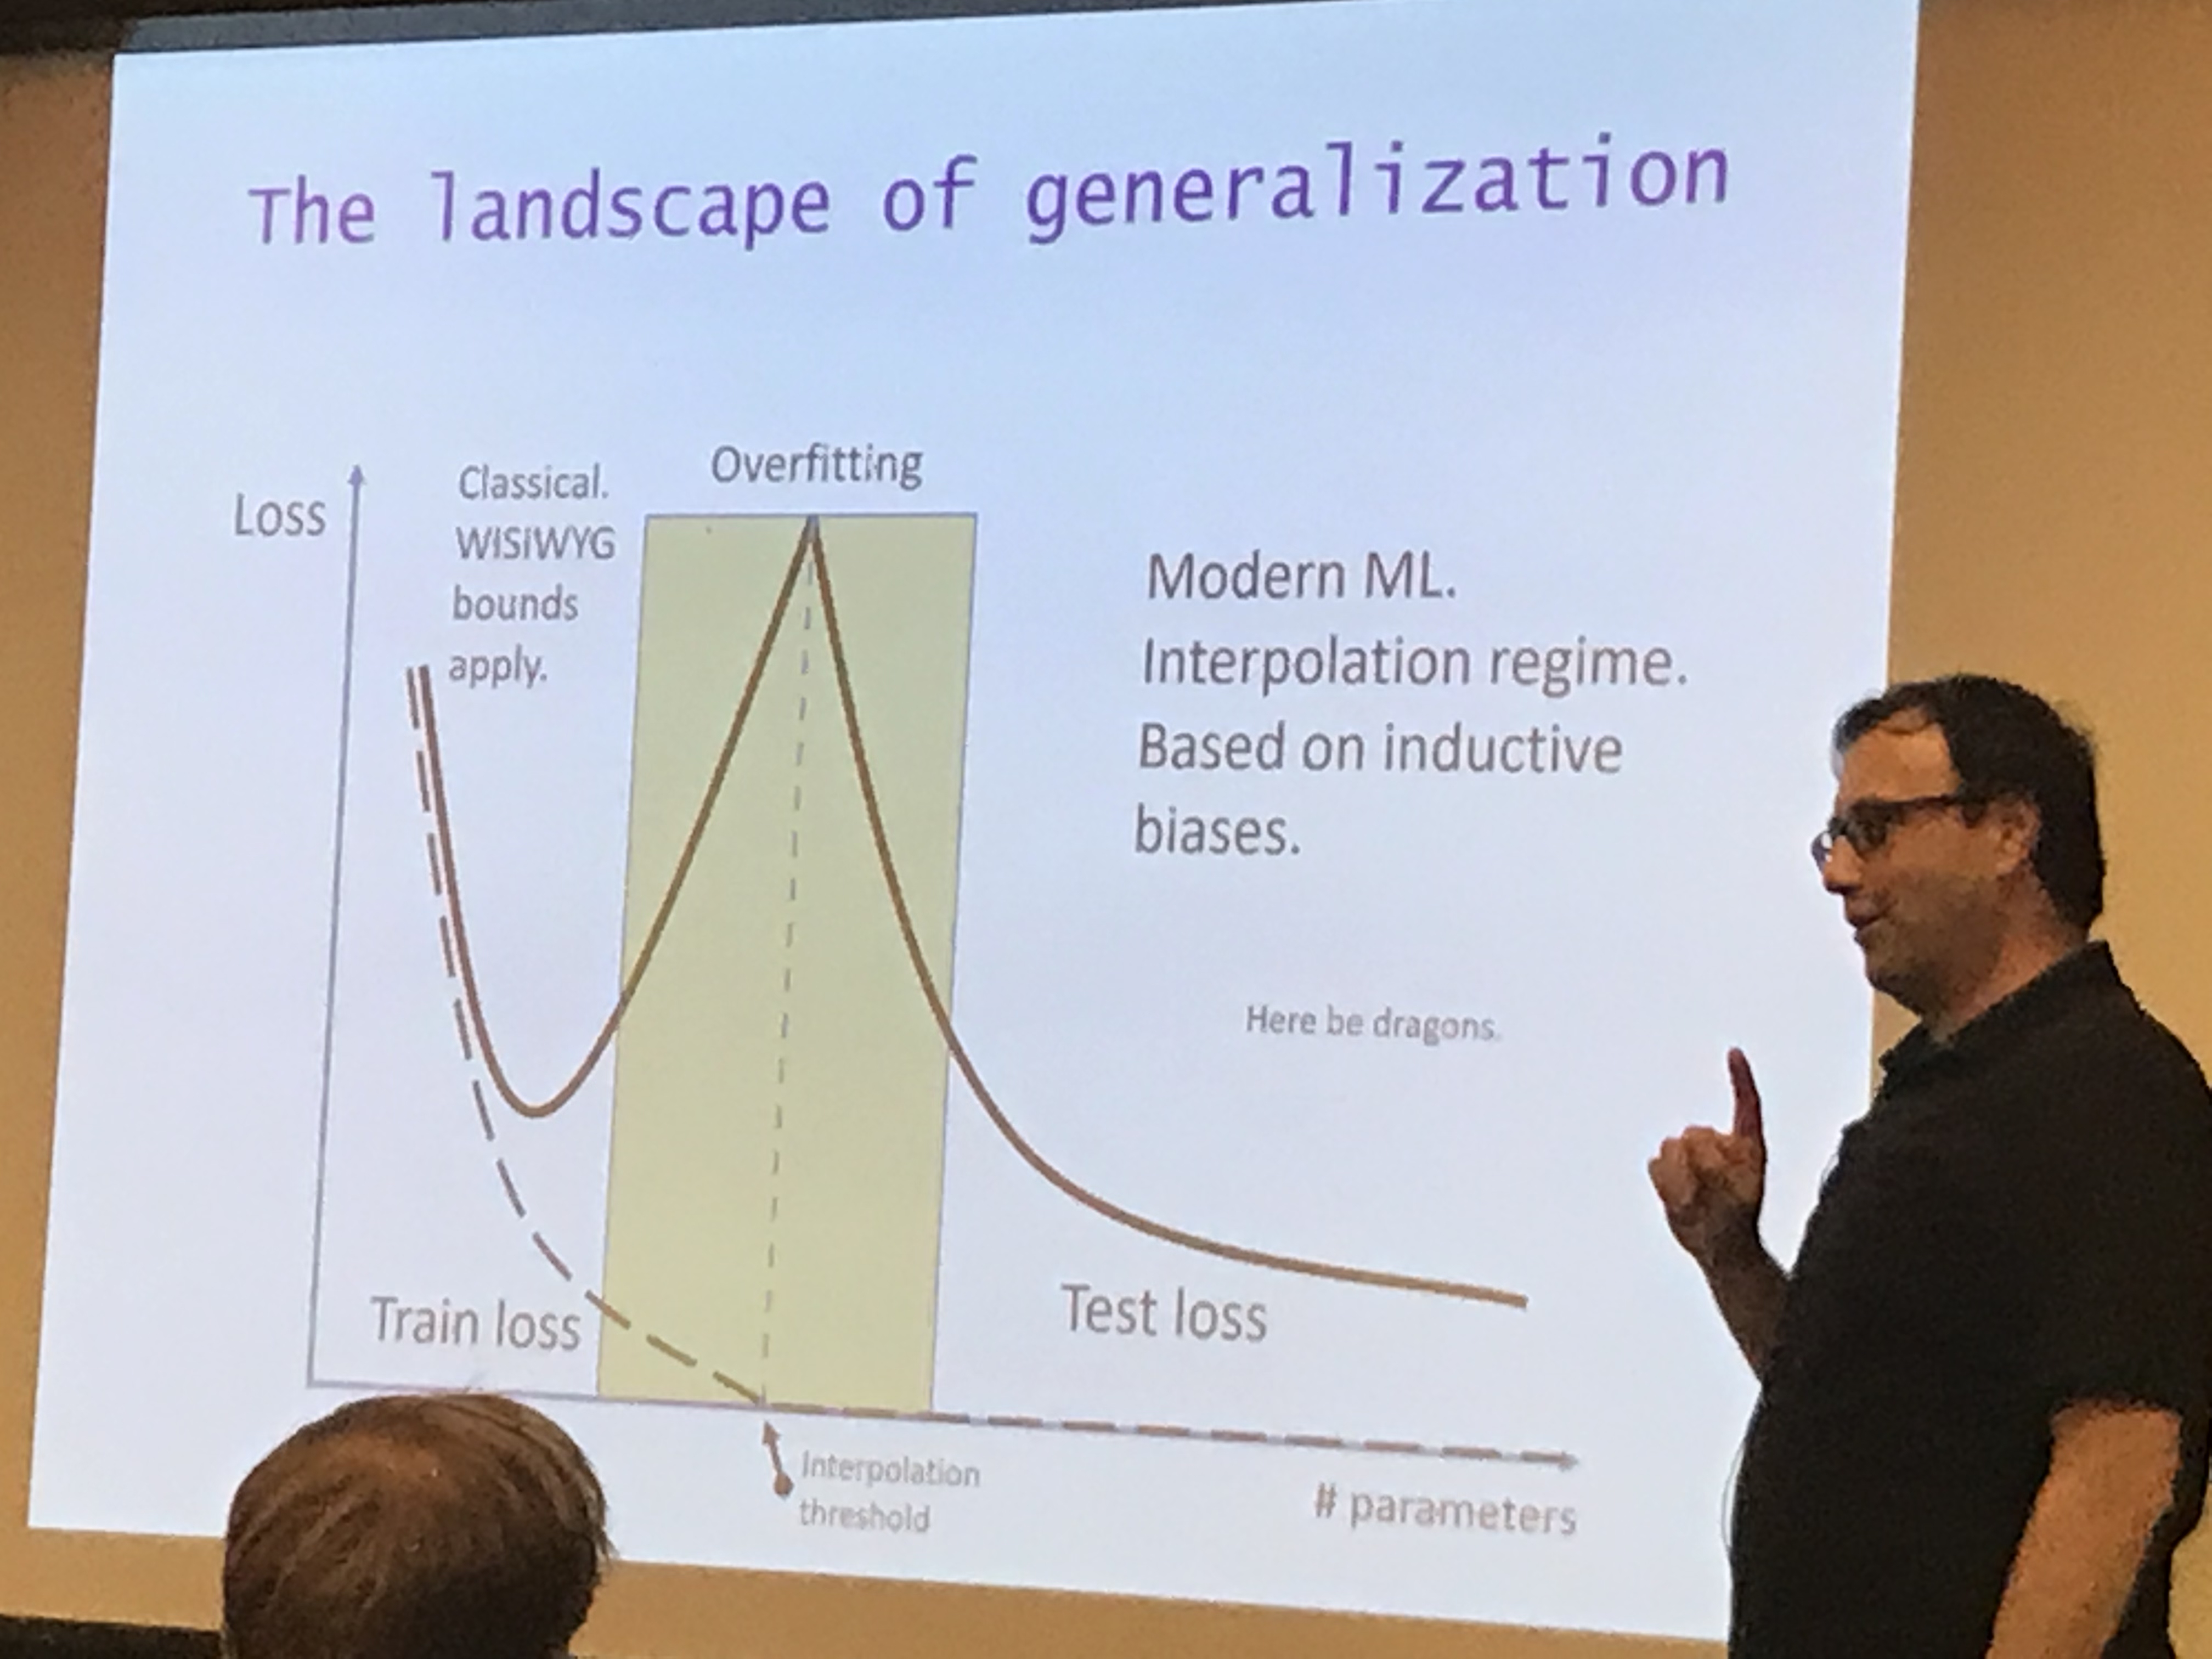 The landscape of generalization
Loss
Classical.
WISiWYG
bounds
apply.
Overfitting
Modern ML.
Interpolation regime.
Based on inductive
biases.
Here be dragons.
Train loss
Test loss
Interpolation
threshold
# parameters